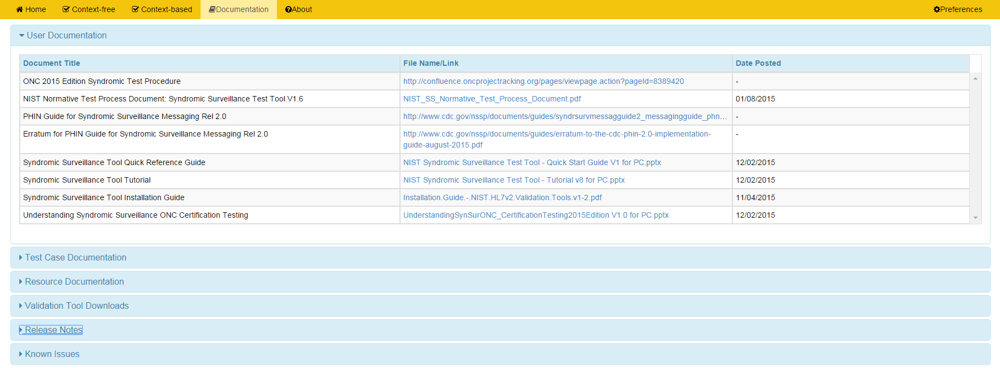 Home Context-free Context-based Documentation About Preferences
User Documentation
Document Title File Name/Link Date Posted
ONC 2015 Edition Syndromic Test Procedure http://confluence.oncprojectracking.org/pages/viewpage.action?pageId=8389420 -
NIST Normative Test Process Document: Syndromic Surveillance Test Tool V1.6 NIST_SS_Normative_Test_Process_Document.pdf 01/08/2015
PHIN Guide for Syndromic Surveillance Messaging Rel 2.0 http://www.cdc.gov/nssp/documents/guides/syndrsurvmessagguide2_messagingguide_phn... -
Erratum for PHIN Guide for Syndromic Surveillance Messaging Rel 2.0 http://www.cdc.gov/nssp/documents/guides/erratum-to-the-cdc-phin-2.0-implementation- -
guide-august-2015.pdf
Syndromic Surveillance Tool Quick Reference Guide NIST Syndromic Surveillance Test Tool - Quick Start Guide V1 for PC.pptx 12/02/2015
Syndromic Surveillance Tool Tutorial NIST Syndromic Surveillance Test Tool - Tutorial v8 for PC.pptx 12/02/2015
Syndromic Surveillance Tool Installation Guide Installation.Guide.-.NIST.HL7v2.Validation.Tools.v1-2.pdf 11/04/2015
Understanding Syndromic Surveillance ONC Certification Testing UnderstandingSynSurONC_CertificationTesting2015Edition V1.0 for PC.pptx 12/02/2015
Test Case Documentation
Resource Documentation
Validation Tool Downloads
Release Notes
Known Issues